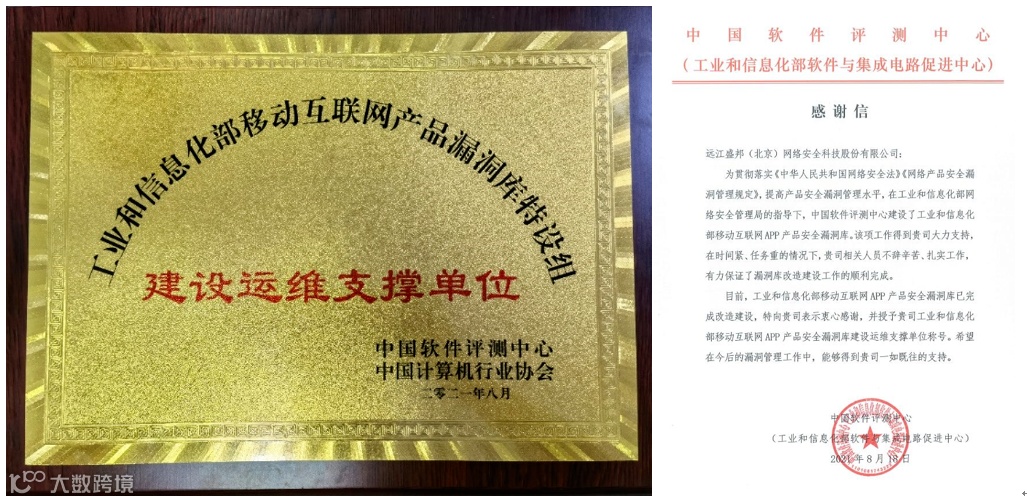 工业和信息化部移动互联网产品漏洞库特设组
建设运维支撑单位
中国软件评测中心
中国计算机行业协会
二零二一年八月
大数跨境
中国软件评测中心
（工业和信息化部软件与集成电路促进中心）
感谢信
远江盛邦（北京）网络安全科技股份有限公司：
为贯彻落实《中华人民共和国网络安全法》《网络产品安全漏
洞管理规定》，提高产品安全漏洞管理水平，在工业和信息化部网
络安全管理局的指导下，中国软件评测中心建设了工业和信息化
部移动互联网APP产品安全漏洞库。该项工作得到贵司大力支持，
在时间紧、任务重的情况下，贵司相关人员不辞辛苦、扎实工作，
有力保证了漏洞库改造建设工作的顺利完成。
目前，工业和信息化部移动互联网APP产品安全漏洞库已完
成改造建设，特向贵司表示衷心感谢，并授予贵司工业和信息化
部移动互联网APP产品安全漏洞库建设运维支撑单位称号。希望
在今后的漏洞管理工作中，能够得到贵司一如既往的支持。
中国软件评测中心
（工业和信息化部软件与集成电路促进中心）
2021年8月18日